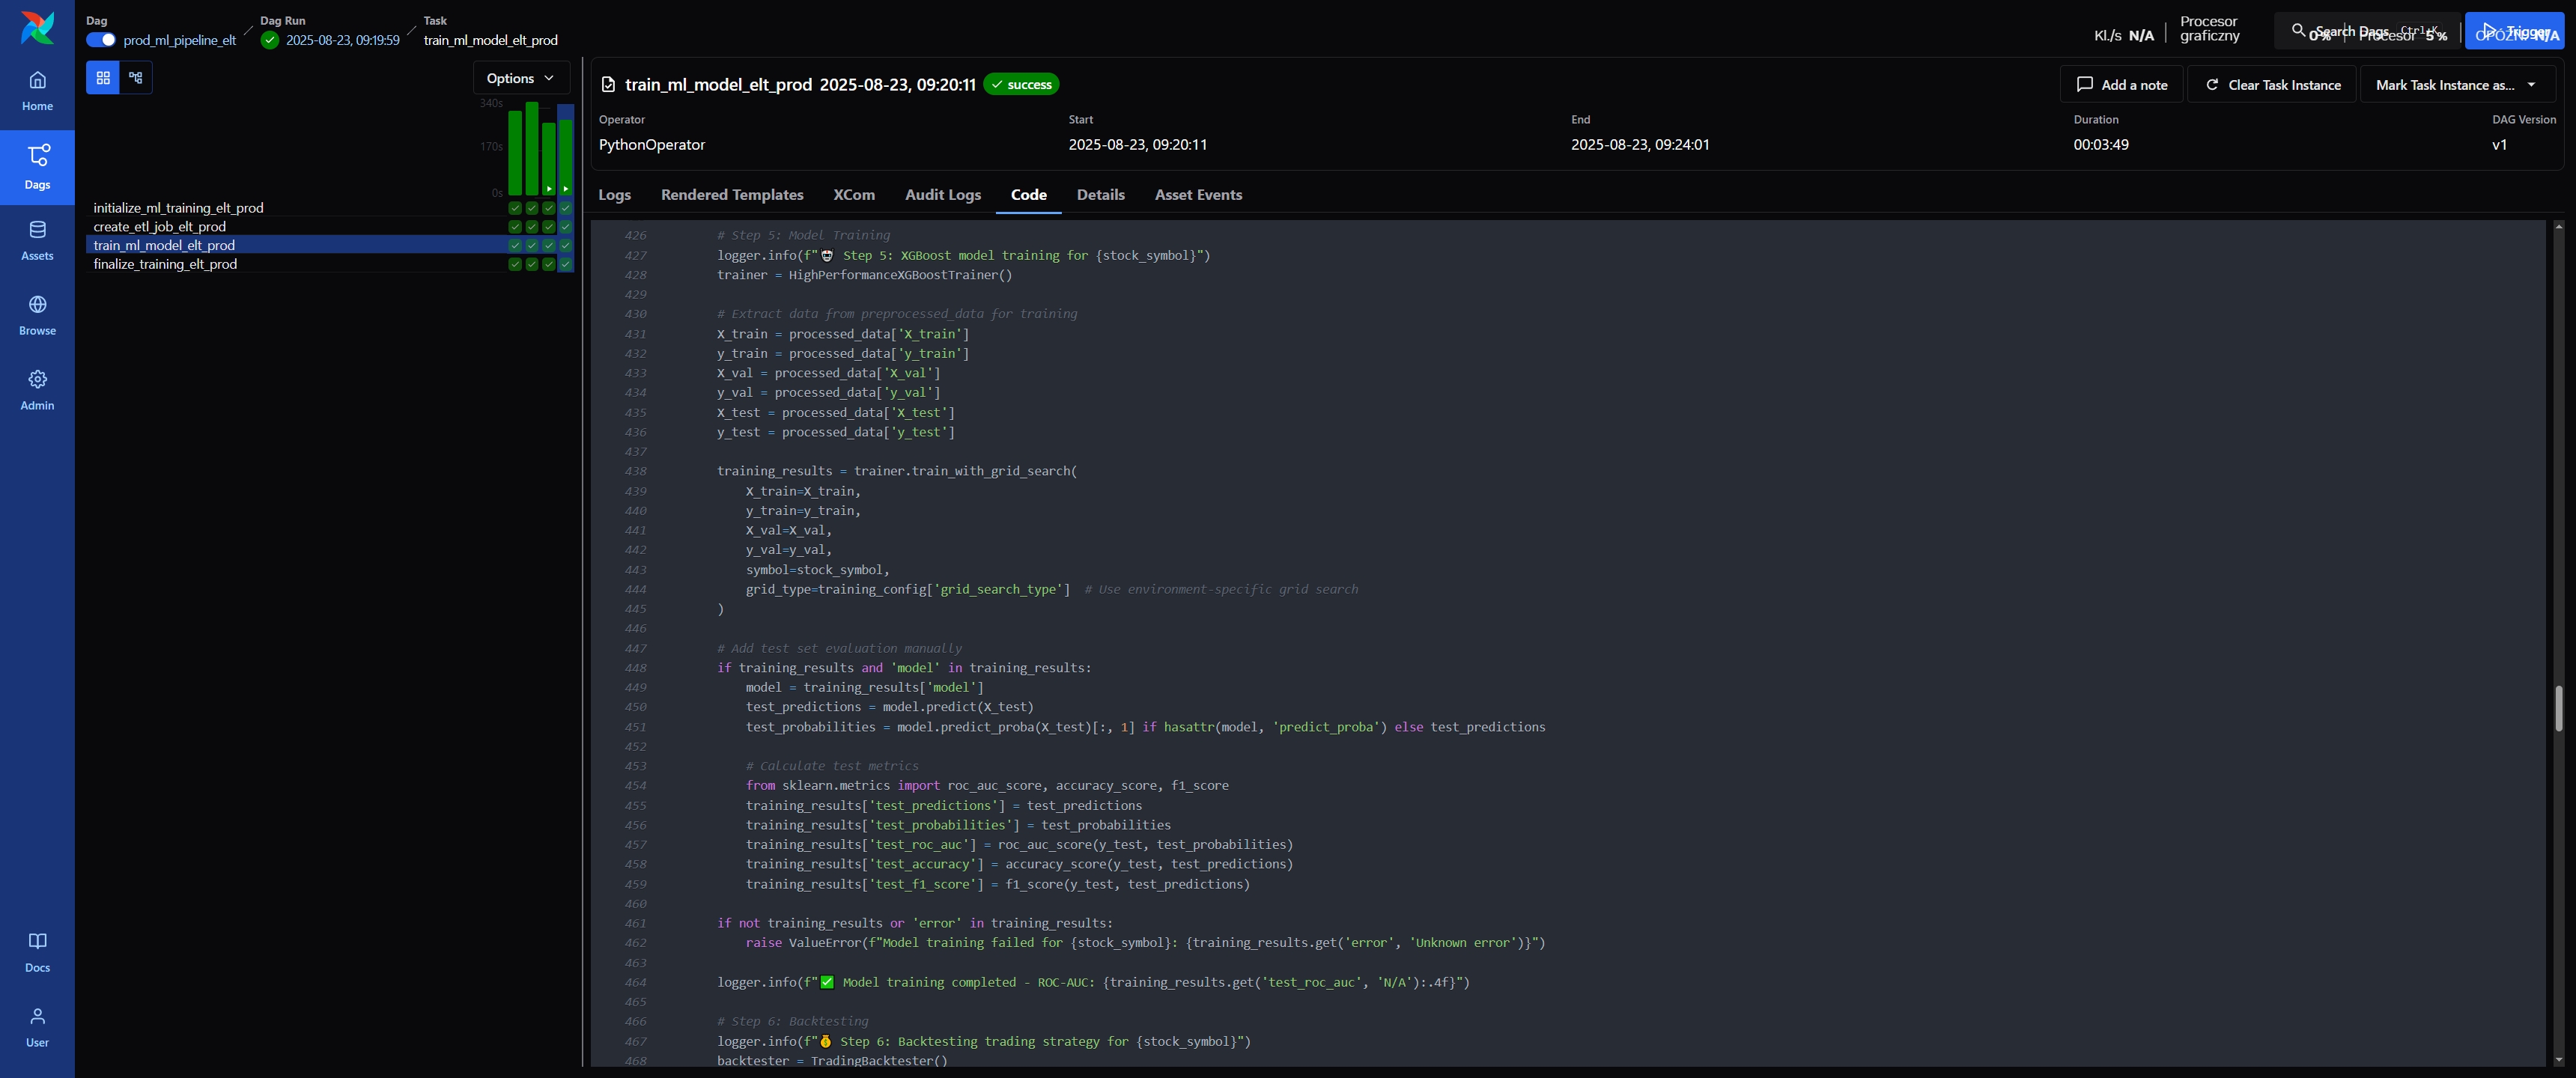 Dag
prod_ml_pipeline_elt
Dag Run
2025-08-23, 09:19:59
Task
train_ml_model_elt_prod
Kl./s N/A
Procesor graficzny
0%
Procesor 5%
N/A
Search Dags
Ctrl+K
Trigger
Home
Dags
Assets
Browse
Admin
Docs
User
Options
340s
170s
0s
initialize_ml_training_elt_prod
create_etl_job_elt_prod
train_ml_model_elt_prod
finalize_training_elt_prod
train_ml_model_elt_prod 2025-08-23, 09:20:11 success
Add a note
Clear Task Instance
Mark Task Instance as...
Operator Start End Duration DAG Version
PythonOperator 2025-08-23, 09:20:11 2025-08-23, 09:24:01 00:03:49 v1
Logs Rendered Templates XCom Audit Logs Code Details Asset Events
426 # Step 5: Model Training
427 logger.info(f"🤖 Step 5: XGBoost model training for {stock_symbol}")
428 trainer = HighPerformanceXGBoostTrainer()
429
430 # Extract data from preprocessed_data for training
431 X_train = processed_data['X_train']
432 y_train = processed_data['y_train']
433 X_val = processed_data['X_val']
434 y_val = processed_data['y_val']
435 X_test = processed_data['X_test']
436 y_test = processed_data['y_test']
437
438 training_results = trainer.train_with_grid_search(
439 X_train=X_train,
440 y_train=y_train,
441 X_val=X_val,
442 y_val=y_val,
443 symbol=stock_symbol,
444 grid_type=training_config['grid_search_type'] # Use environment-specific grid search
445 )
446
447 # Add test set evaluation manually
448 if training_results and 'model' in training_results:
449 model = training_results['model']
450 test_predictions = model.predict(X_test)
451 test_probabilities = model.predict_proba(X_test)[:, 1] if hasattr(model, 'predict_proba') else test_predictions
452
453 # Calculate test metrics
454 from sklearn.metrics import roc_auc_score, accuracy_score, f1_score
455 training_results['test_predictions'] = test_predictions
456 training_results['test_probabilities'] = test_probabilities
457 training_results['test_roc_auc'] = roc_auc_score(y_test, test_probabilities)
458 training_results['test_accuracy'] = accuracy_score(y_test, test_predictions)
459 training_results['test_f1_score'] = f1_score(y_test, test_predictions)
460
461 if not training_results or 'error' in training_results:
462 raise ValueError(f"Model training failed for {stock_symbol}: {training_results.get('error', 'Unknown error')}")
463
464 logger.info(f"✅ Model training completed - ROC-AUC: {training_results.get('test_roc_auc', 'N/A'):.4f}")
465
466 # Step 6: Backtesting
467 logger.info(f"💰 Step 6: Backtesting trading strategy for {stock_symbol}")
468 backtester = TradingBacktester()